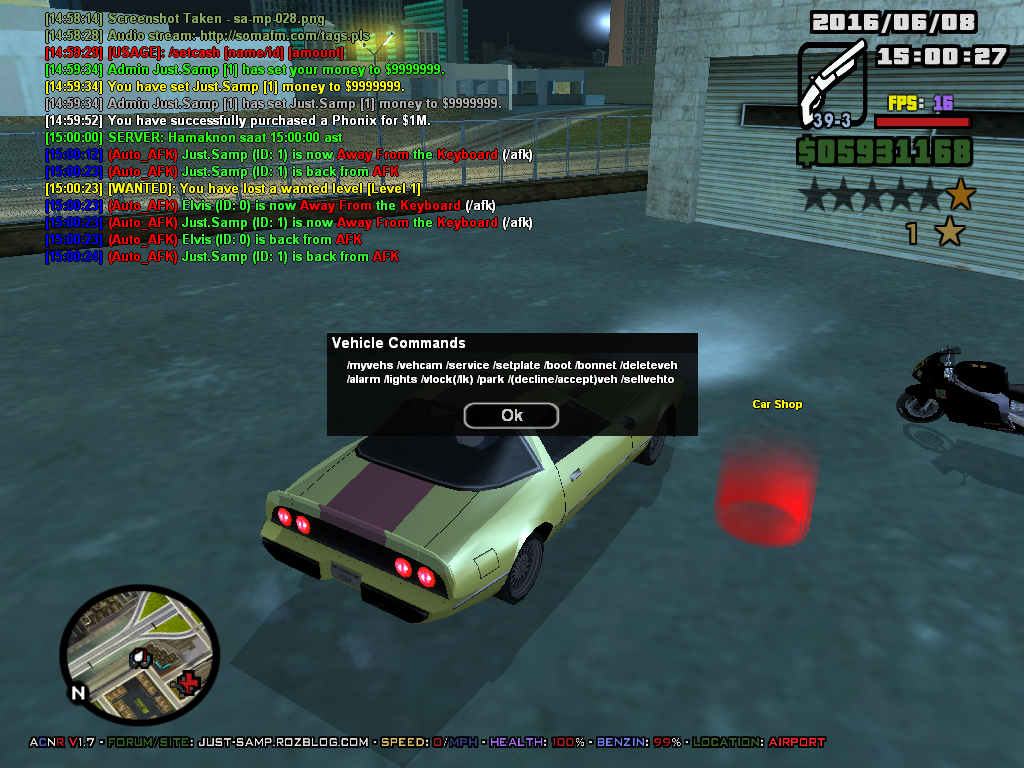 [14:58:14] Screenshot Taken - sa-mp-028.png
[14:58:28] Audio stream: http://somafm.com/tags.pls
[14:59:29] [USAGE]: /setcash [name/id] [amount]
[14:59:34] Admin Just.Samp [1] has set your money to $9999999.
[14:59:34] You have set Just.Samp [1] money to $9999999.
[14:59:34] Admin Just.Samp [1] has set Just.Samp [1] money to $9999999.
[14:59:52] You have successfully purchased a Phonix for $1M.
[15:00:00] SERVER: Hamaknon saat 15:00:00 ast
[15:00:12] (Auto_AFK) Just.Samp (ID: 1) is now Away From the Keyboard (/afk)
[15:00:23] (Auto_AFK) Just.Samp (ID: 1) is back from AFK
[15:00:23] [WANTED]: You have lost a wanted level [Level 1]
[15:00:23] (Auto_AFK) Elvis (ID: 0) is now Away From the Keyboard (/afk)
[15:00:23] (Auto_AFK) Just.Samp (ID: 1) is now Away From the Keyboard (/afk)
[15:00:23] (Auto_AFK) Elvis (ID: 0) is back from AFK
[15:00:24] (Auto_AFK) Just.Samp (ID: 1) is back from AFK
2016/06/08
15:00:27
FPS: 16
39-3
$05931168
1
Vehicle Commands
/myvehs /vehcam /service /setplate /boot /bonnet /deleteveh
/alarm /lights /vlock(/lk) /park /(decline/accept)veh /sellvehto
Ok
Car Shop
N
ACNR V1.7 - FORUM/SITE: JUST-SAMP.ROZBLOG.COM - SPEED: 0/MPH - HEALTH: 100% - BENZIN: 99% - LOCATION: AIRPORT